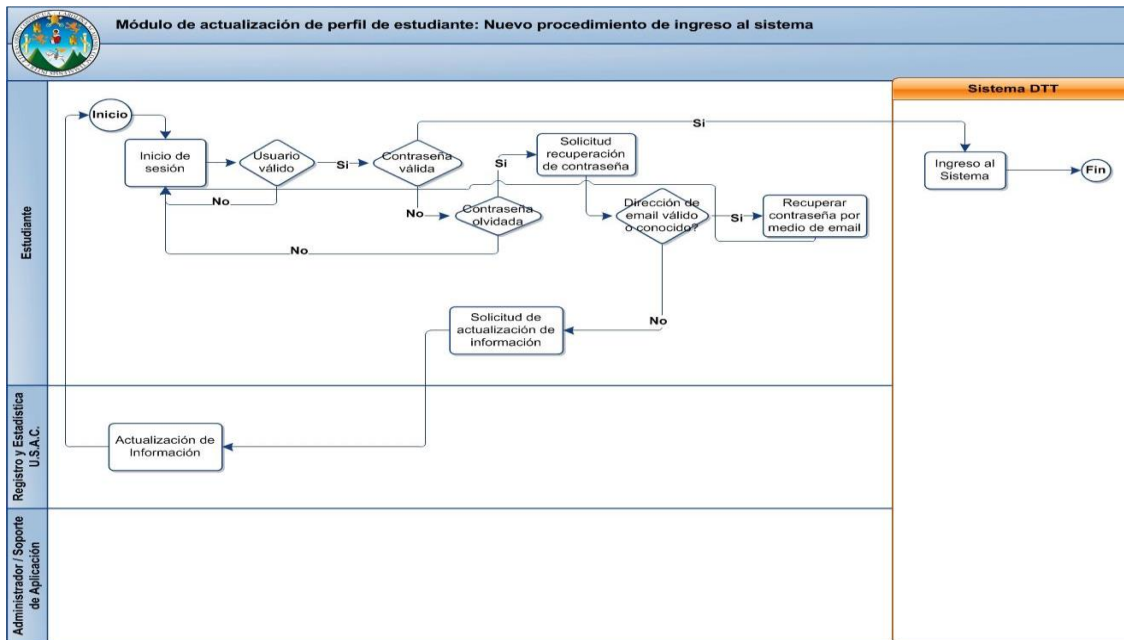 Módulo de actualización de perfil de estudiante: Nuevo procedimiento de ingreso al sistema
Sistema DTT
Estudiante
Inicio
Inicio de
sesión
Usuario
válido
Si
No
Contraseña
válida
Si
No
Contraseña
olvidada
Si
No
Solicitud
recuperación
de contraseña
Dirección de
email válido
o conocido?
Si
No
Recuperar
contraseña por
medio de email
Ingreso al
Sistema
Fin
Solicitud de
actualización de
información
Registro y Estadística
U.S.A.C.
Actualización de
Información
Administrador / Soporte
de Aplicación